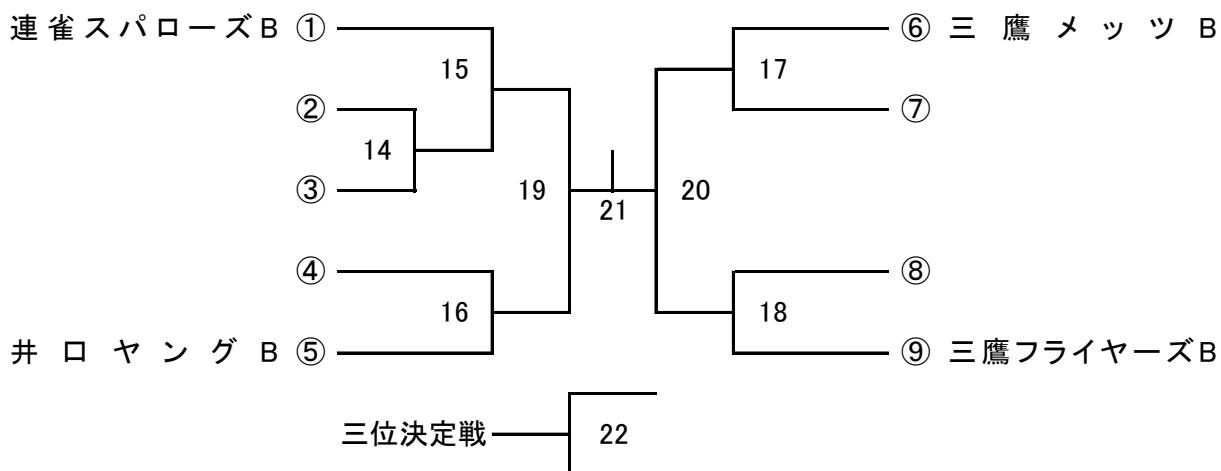 連雀スパローズB ① ⑥ 三鷹メッツB
15 17
② ⑦
14
③ 19 21 20
④ ⑧
16 18
井口ヤングB ⑤ ⑨ 三鷹フライヤーズB
三位決定戦 22